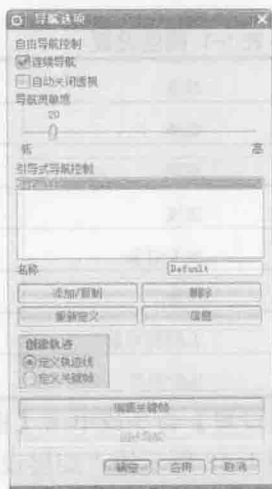 导航选项
自由导航控制
连续导航
自动关闭透视
导航灵敏度
20
低 高
引导式导航控制
名称 Default
添加/复制 删除
重新定义 信息
创建轨迹
定义轨迹线
定义关键帧
编辑关键帧
确定 应用 取消